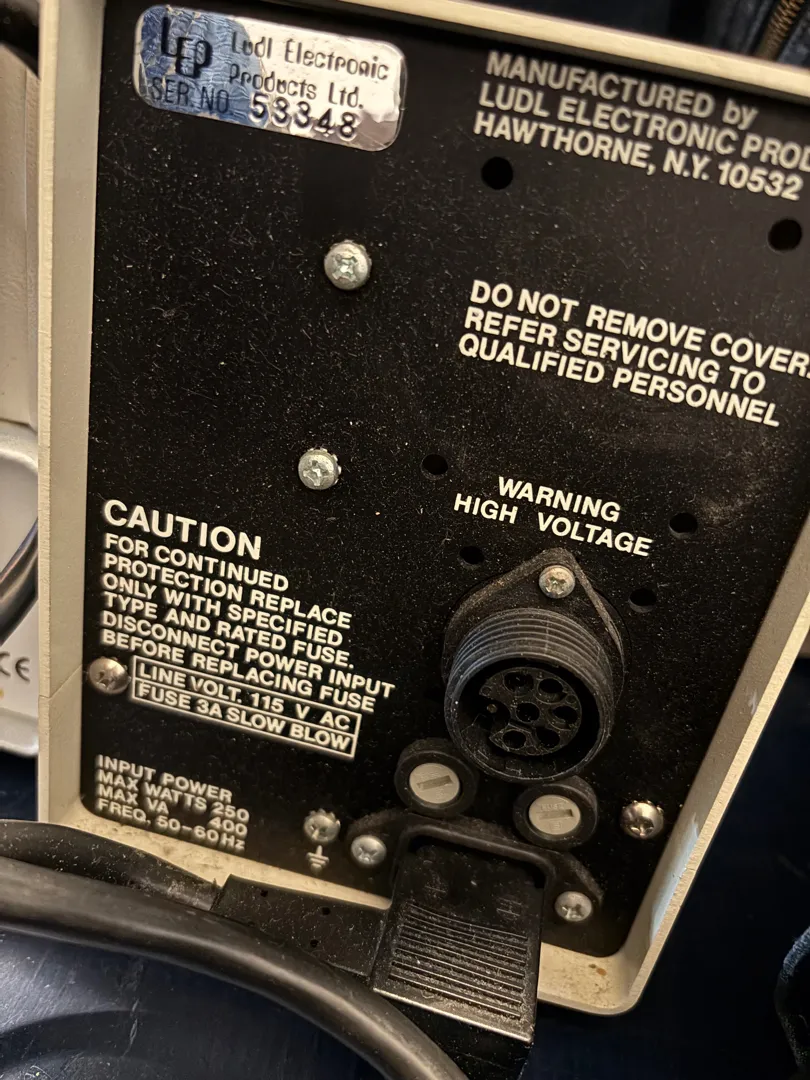 LEP Ludl Electronic
Products Ltd.
SER. NO. 53348
MANUFACTURED by
LUDL ELECTRONIC PROD
HAWTHORNE, N.Y. 10532
DO NOT REMOVE COVER.
REFER SERVICING TO
QUALIFIED PERSONNEL
WARNING
HIGH VOLTAGE
CAUTION
FOR CONTINUED
PROTECTION REPLACE
ONLY WITH SPECIFIED
TYPE AND RATED FUSE.
DISCONNECT POWER INPUT
BEFORE REPLACING FUSE
LINE VOLT. 115 V AC
FUSE 3A SLOW BLOW
INPUT POWER
MAX WATTS 250
MAX VA 400
FREQ. 50-60 Hz
CE